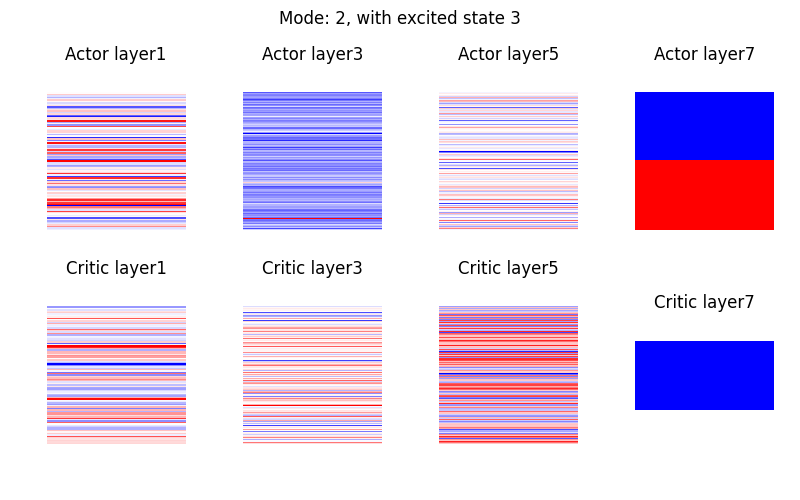 Mode: 2, with excited state 3
Actor layer1
Actor layer3
Actor layer5
Actor layer7
Critic layer1
Critic layer3
Critic layer5
Critic layer7